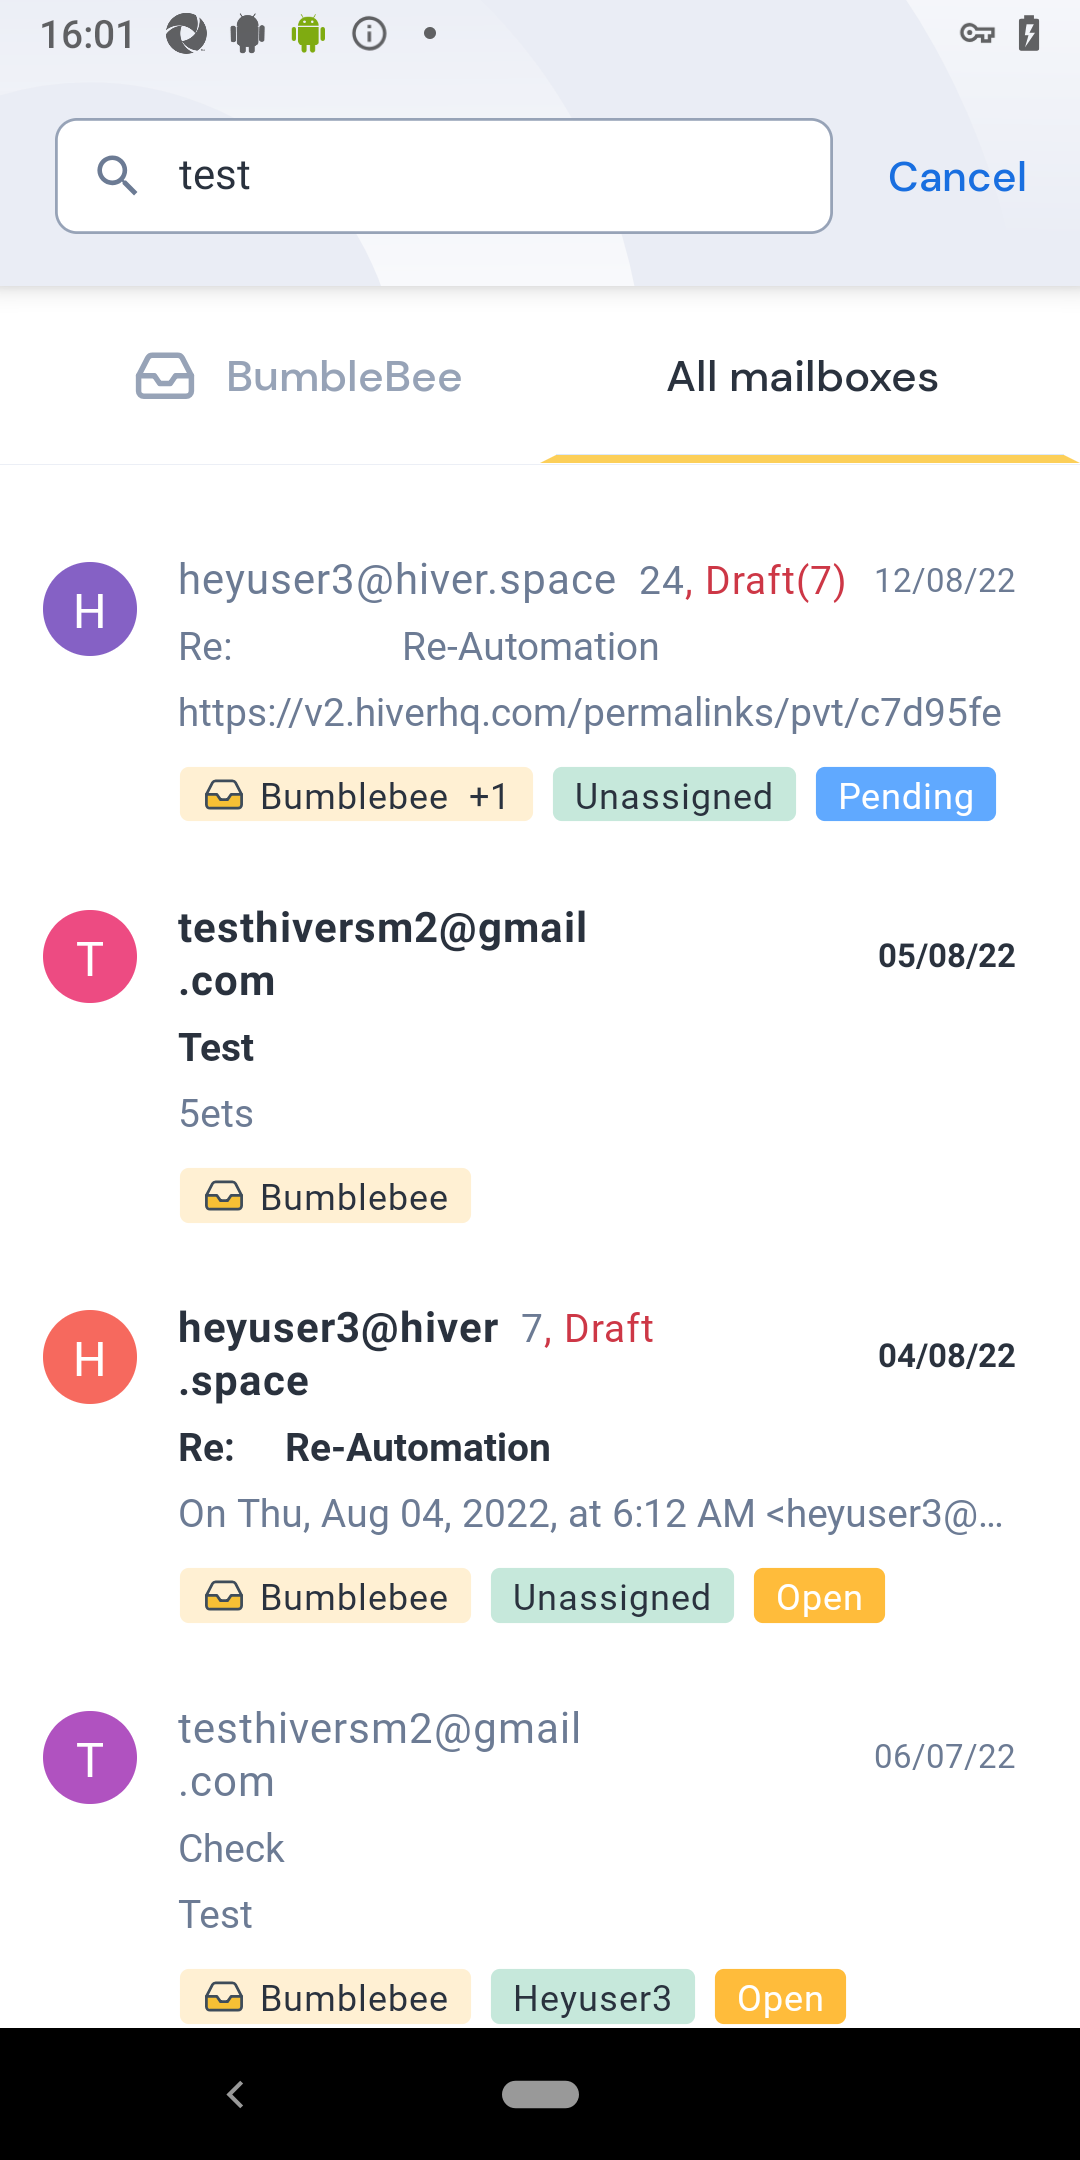 16:01
test
Cancel
BumbleBee
All mailboxes
H
heyuser3@hiver.space 24, Draft(7) 12/08/22
Re: Re-Automation
https://v2.hiverhq.com/permalinks/pvt/c7d95fe
Bumblebee +1 Unassigned Pending
T
testhiversm2@gmail
.com
05/08/22
Test
5ets
Bumblebee
H
heyuser3@hiver 7, Draft
.space
04/08/22
Re: Re-Automation
On Thu, Aug 04, 2022, at 6:12 AM <heyuser3@...
Bumblebee Unassigned Open
T
testhiversm2@gmail
.com
06/07/22
Check
Test
Bumblebee Heyuser3 Open